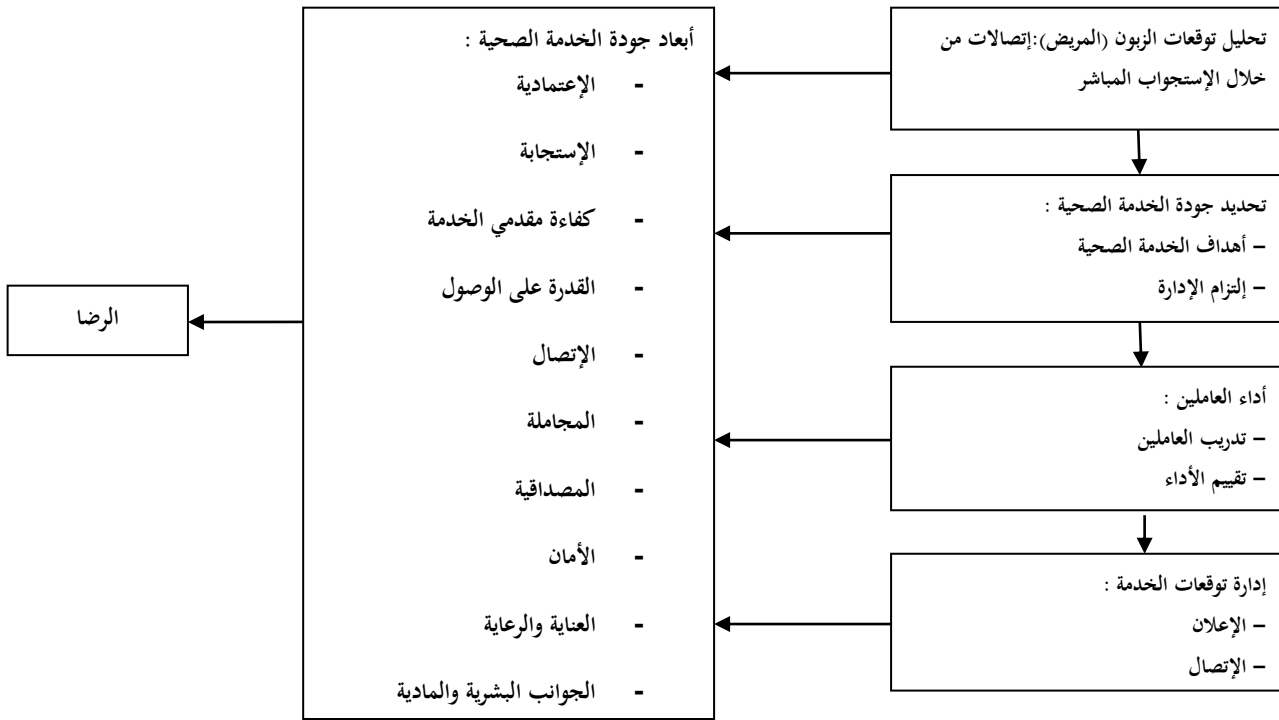 تحليل توقعات الزبون (المريض):إتصالات من
خلال الإستجواب المباشر
تحديد جودة الخدمة الصحية :
– أهداف الخدمة الصحية
– إلتزام الإدارة
أداء العاملين :
– تدريب العاملين
– تقييم الأداء
إدارة توقعات الخدمة :
– الإعلان
– الإتصال
أبعاد جودة الخدمة الصحية :
- الإعتمادية
- الإستجابة
- كفاءة مقدمي الخدمة
- القدرة على الوصول
- الإتصال
- المجاملة
- المصداقية
- الأمان
- العناية والرعاية
- الجوانب البشرية والمادية
الرضا